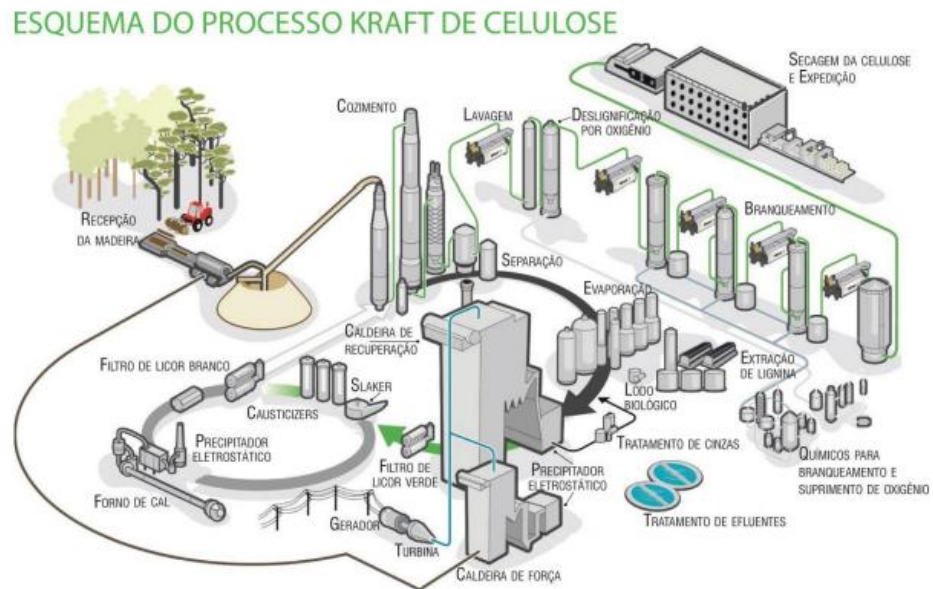 ESQUEMA DO PROCESSO KRAFT DE CELULOSE
SECAGEM DA CELULOSE
E EXPEDIÇÃO
COZIMENTO
LAVAGEM
DESLIGNIFICAÇÃO
POR OXIGÊNIO
RECEPÇÃO
DA MADEIRA
BRANQUEAMENTO
SEPARAÇÃO
EVAPORAÇÃO
CALDEIRA DE
RECUPERAÇÃO
FILTRO DE LICOR BRANCO
EXTRAÇÃO
DE LIGNINA
SLAKER
CAUSTICIZERS
LODO
BIOLÓGICO
PRECIPITADOR
ELETROSTÁTICO
TRATAMENTO DE CINZAS
FILTRO DE
LICOR VERDE
PRECIPITADOR
ELETROSTÁTICO
QUÍMICOS PARA
BRANQUEAMENTO E
SUPRIMENTO DE OXIGÊNIO
FORNO DE CAL
GERADOR
TURBINA
TRATAMENTO DE EFLUENTES
CALDEIRA DE FORÇA